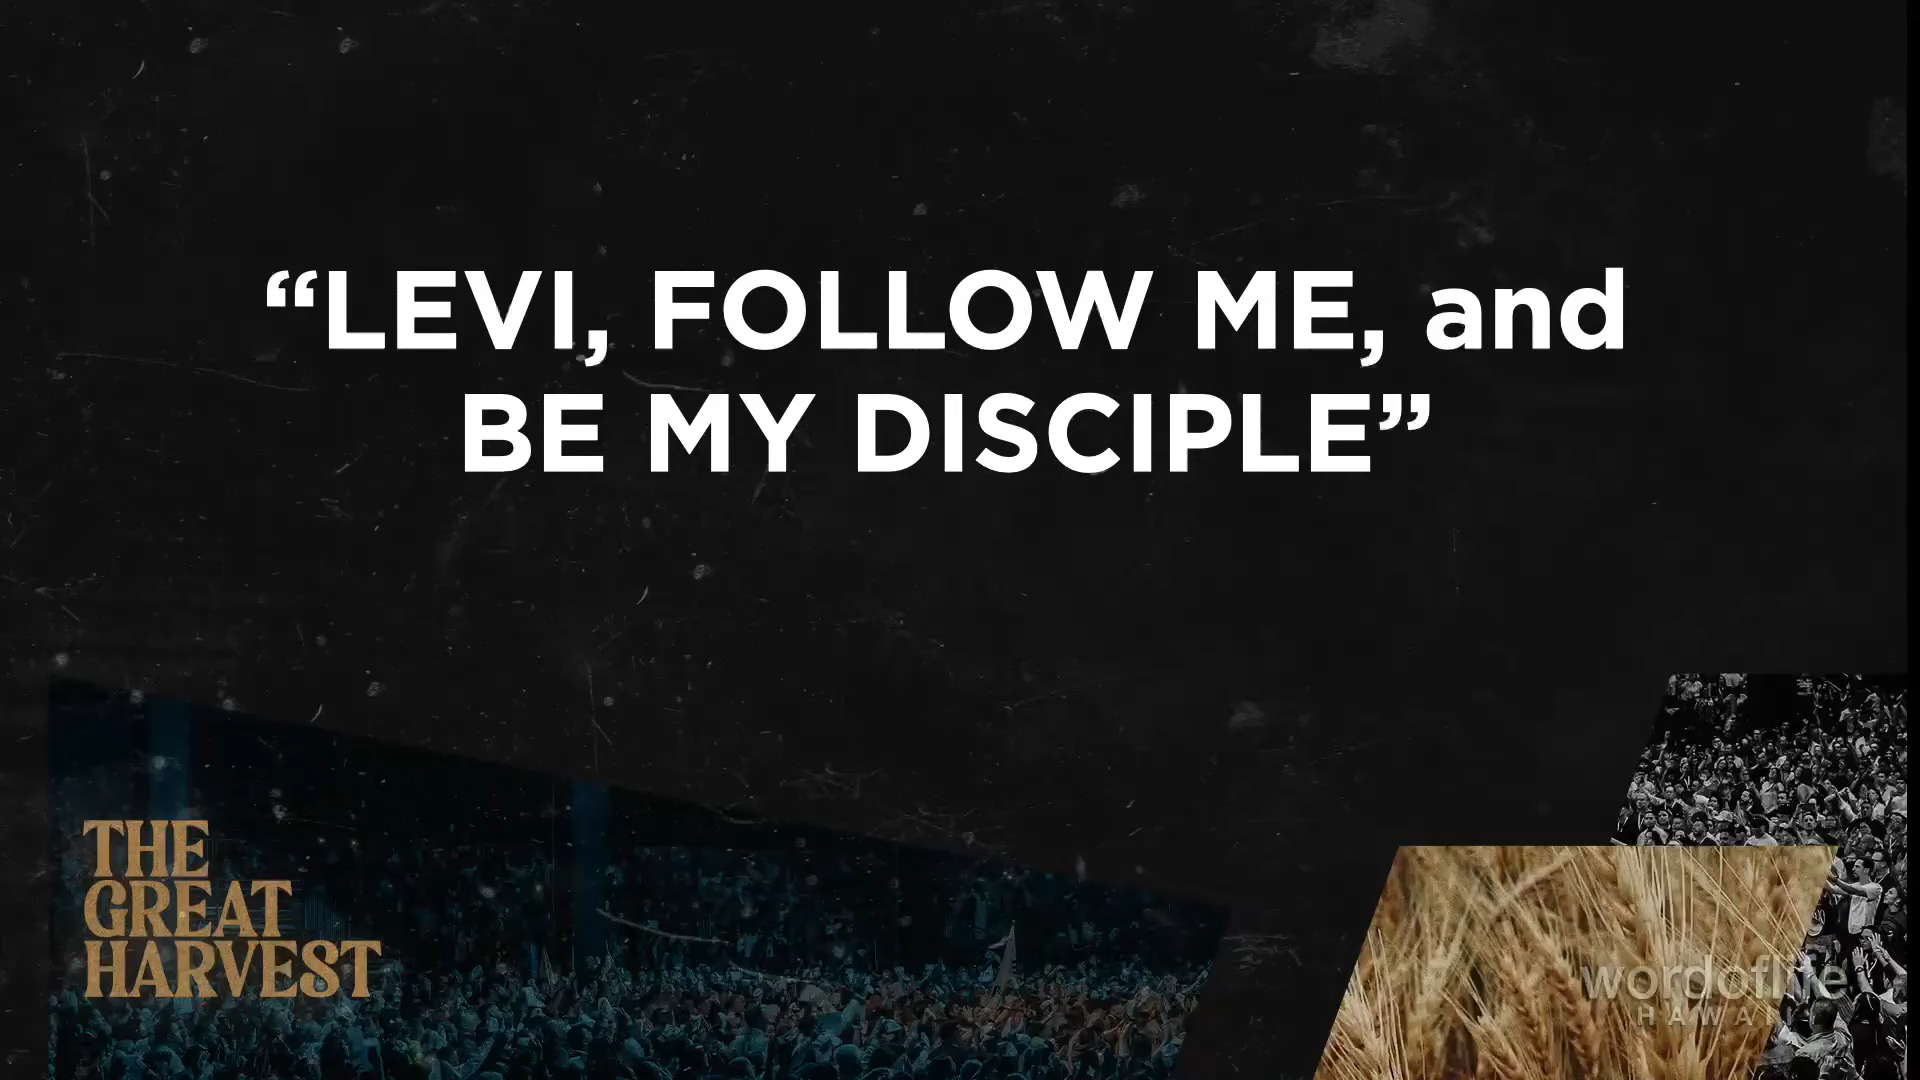 “LEVI, FOLLOW ME, and
BE MY DISCIPLE”
THE
GREAT
HARVEST
wordoflife
HAWAII